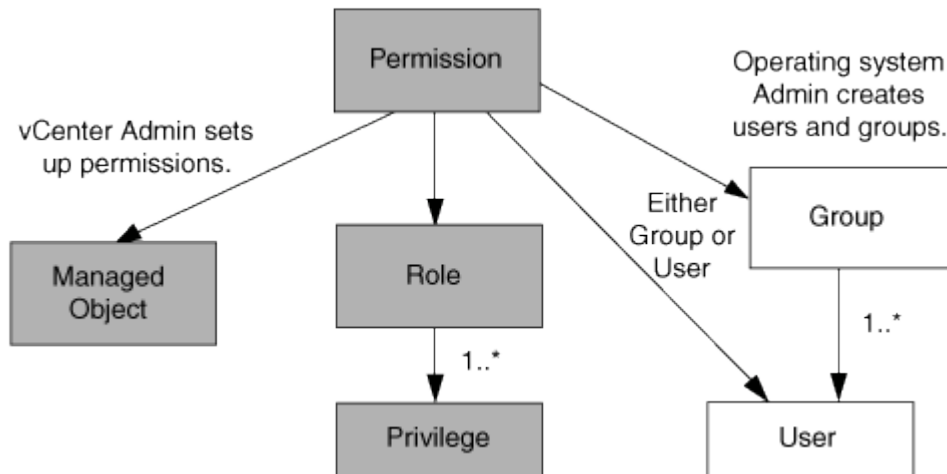 Permission
Operating system
Admin creates
users and groups.
vCenter Admin sets
up permissions.
Either
Group or
User
Group
Managed
Object
Role
1..*
1..*
Privilege
User